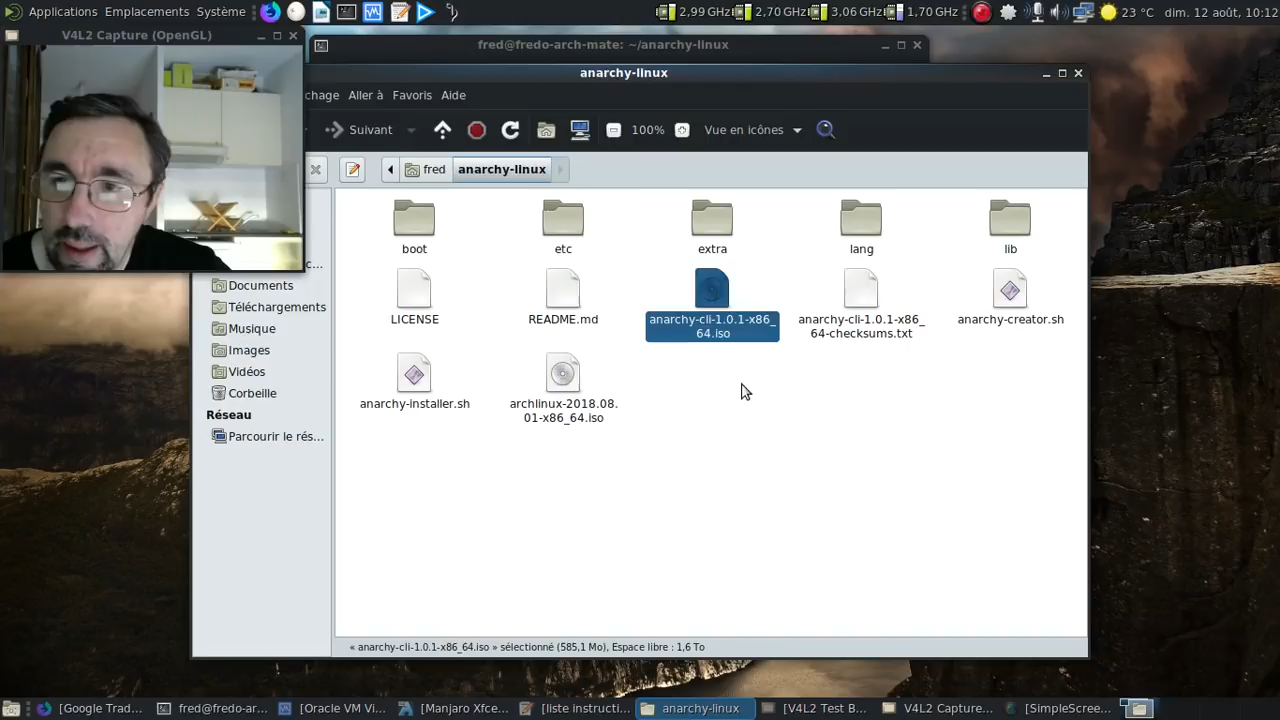 Applications Emplacements Système
2,99 GHz 2,70 GHz 3,06 GHz 1,70 GHz 23 °C dim. 12 août, 10:12
V4L2 Capture (OpenGL)
fred@fredo-arch-mate: ~/anarchy-linux
anarchy-linux
chage Aller à Favoris Aide
Suivant 100% Vue en icônes
fred anarchy-linux
boot etc extra lang lib
c...
Documents
Téléchargements
Musique
Images
Vidéos
Corbeille
Réseau
Parcourir le rés...
LICENSE README.md anarchy-cli-1.0.1-x86_ anarchy-cli-1.0.1-x86_ anarchy-creator.sh
64.iso 64-checksums.txt
anarchy-installer.sh archlinux-2018.08.
01-x86_64.iso
« anarchy-cli-1.0.1-x86_64.iso » sélectionné (585,1 Mo), Espace libre : 1,6 To
[Google Trad... fred@fredo-ar... [Oracle VM Vi... [Manjaro Xfce... [liste instructi... anarchy-linux [V4L2 Test B... V4L2 Capture... [SimpleScree...